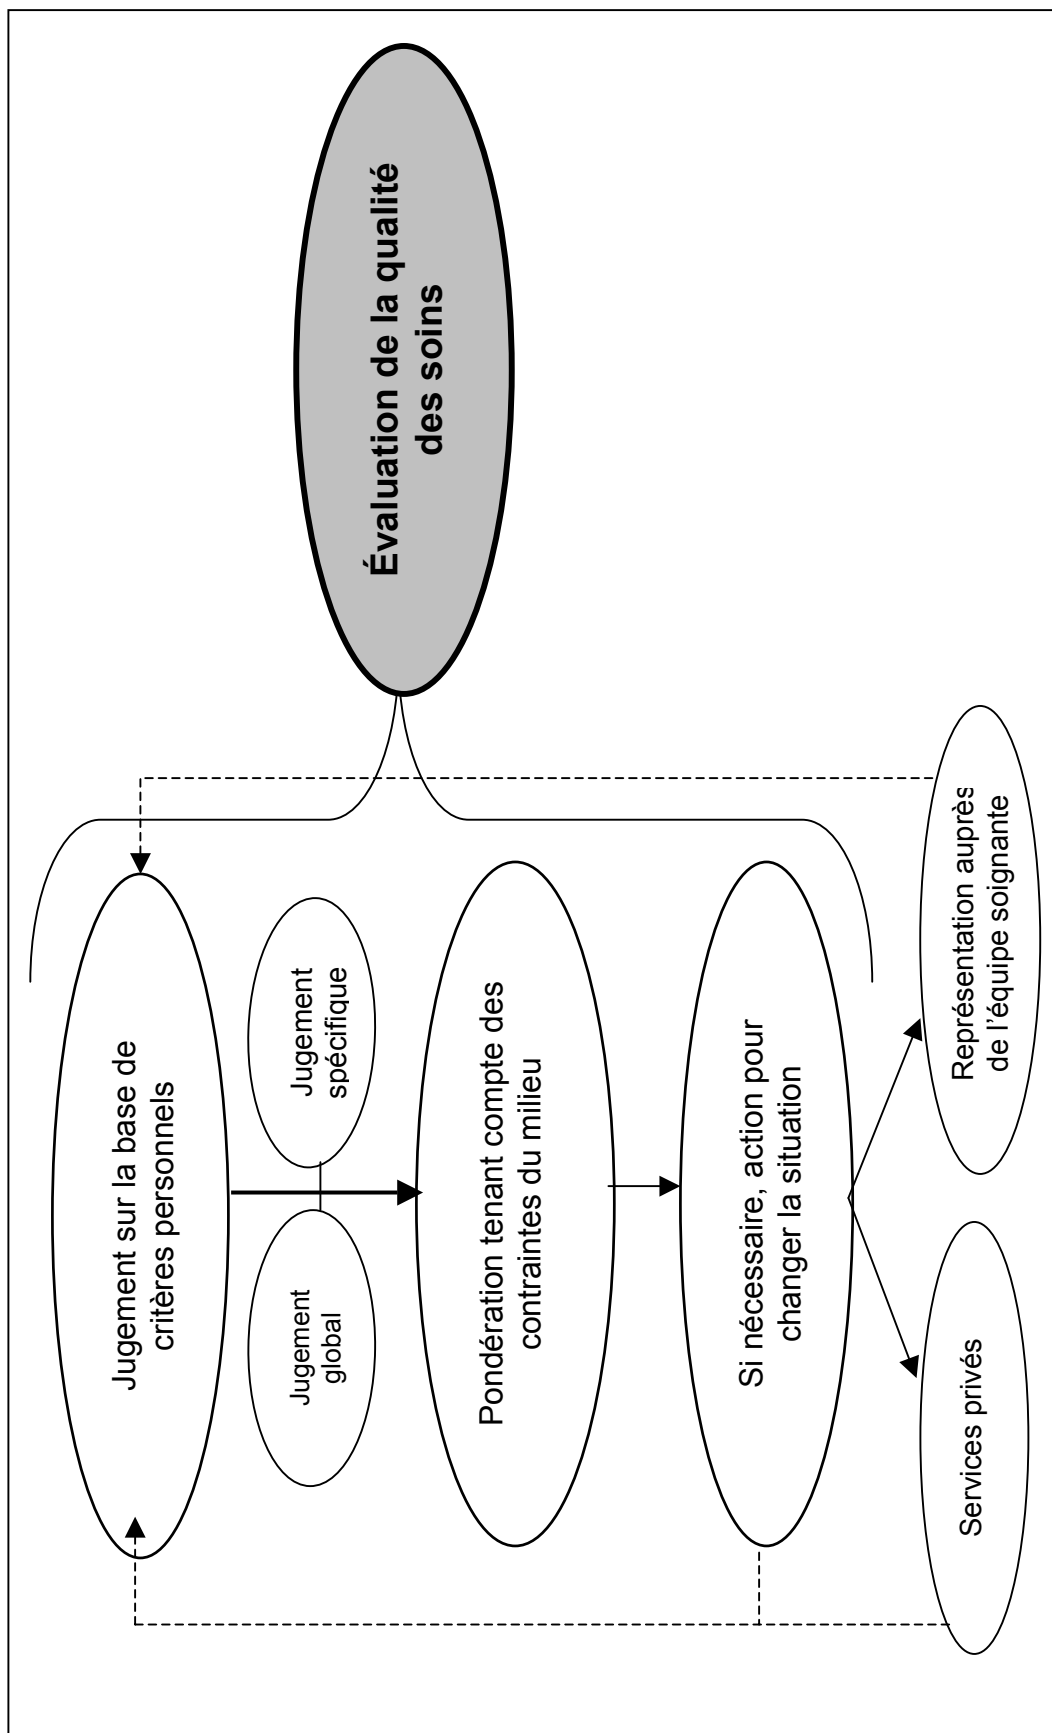 Évaluation de la qualité
des soins
Jugement sur la base de
critères personnels
Jugement
global
Jugement
spécifique
Pondération tenant compte des
contraintes du milieu
Si nécessaire, action pour
changer la situation
Services privés
Représentation auprès
de l'équipe soignante